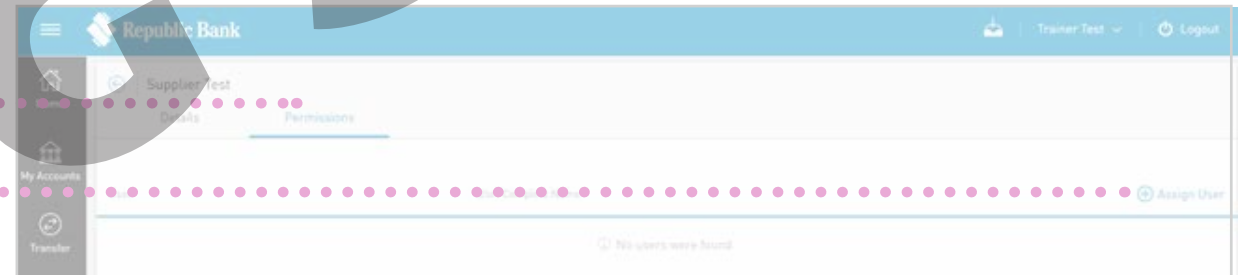 Republic Bank
Trainer Test
Logout
Supplier Test
Details
Permissions
My Accounts
Assign User
Transfer
No users were found